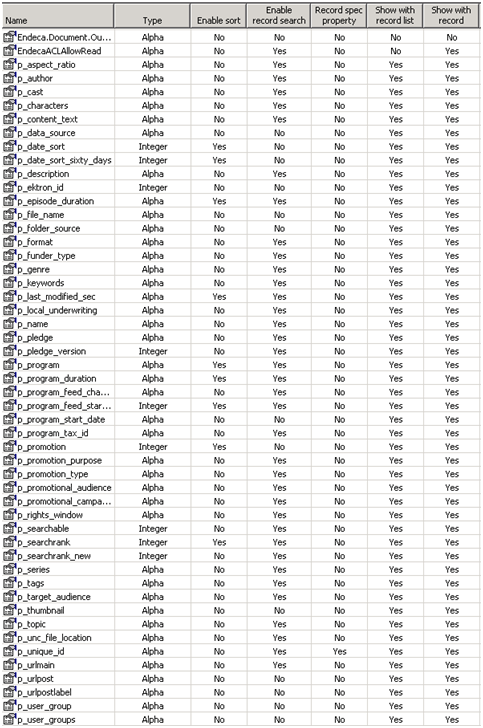 Name Type Enable sort Enable record search Record spec property Show with record list Show with record
Endeca.Document.Ou... Alpha No No No No No
EndecaACLAllowRead Alpha No Yes No No Yes
p_aspect_ratio Alpha No Yes No Yes Yes
p_author Alpha No Yes No Yes Yes
p_cast Alpha No Yes No Yes Yes
p_characters Alpha No Yes No Yes Yes
p_content_text Alpha No Yes No Yes Yes
p_data_source Alpha No No No Yes Yes
p_date_sort Integer Yes No No Yes Yes
p_date_sort_sixty_days Integer Yes No No Yes Yes
p_description Alpha No Yes No Yes Yes
p_ektron_id Integer No No No Yes Yes
p_episode_duration Alpha Yes Yes No Yes Yes
p_file_name Alpha No No No Yes Yes
p_folder_source Alpha No No No Yes Yes
p_format Alpha No Yes No Yes Yes
p_funder_type Alpha No Yes No Yes Yes
p_genre Alpha No Yes No Yes Yes
p_keywords Alpha No Yes No Yes Yes
p_last_modified_sec Alpha Yes Yes No Yes Yes
p_local_underwriting Alpha No Yes No Yes Yes
p_name Alpha No Yes No Yes Yes
p_pledge Alpha No Yes No Yes Yes
p_pledge_version Integer No Yes No Yes Yes
p_program Alpha Yes Yes No Yes Yes
p_program_duration Alpha Yes Yes No Yes Yes
p_program_feed_cha... Alpha No Yes No Yes Yes
p_program_feed_star... Integer Yes Yes No Yes Yes
p_program_start_date Alpha No No No Yes Yes
p_program_tax_id Alpha No Yes No Yes Yes
p_promotion Integer Yes No No Yes Yes
p_promotion_purpose Alpha No Yes No Yes Yes
p_promotion_type Alpha No Yes No Yes Yes
p_promotional_audience Alpha No Yes No Yes Yes
p_promotional_campa... Alpha No Yes No Yes Yes
p_rights_window Alpha No Yes No Yes Yes
p_searchable Integer No Yes No Yes Yes
p_searchrank Integer Yes Yes No Yes Yes
p_searchrank_new Integer No Yes No Yes Yes
p_series Alpha No Yes No Yes Yes
p_tags Alpha No Yes No Yes Yes
p_target_audience Alpha No Yes No Yes Yes
p_thumbnail Alpha No No No Yes Yes
p_topic Alpha No Yes No Yes Yes
p_unc_file_location Alpha No Yes No Yes Yes
p_unique_id Alpha No Yes Yes Yes Yes
p_urlmain Alpha No Yes No Yes Yes
p_urlpost Alpha No No No Yes Yes
p_urlpostlabel Alpha No No No Yes Yes
p_user_group Alpha No No No Yes Yes
p_user_groups Alpha No Yes No Yes Yes